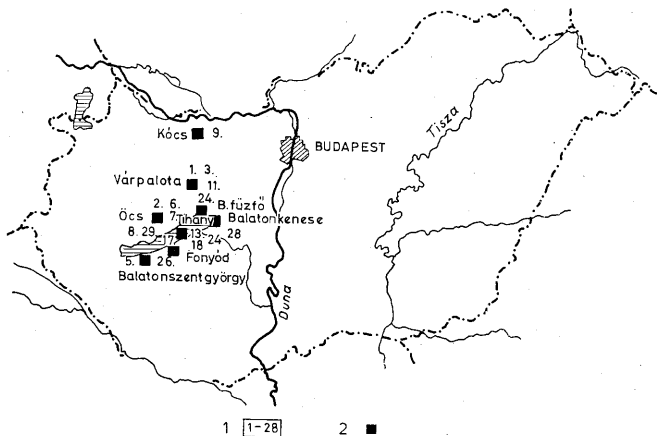 Kócs 9.
BUDAPEST
Tisza
1. 3.
Várpalota 11.
24. B.fűzfő
Öcs 2. 6.
7. Tihany Balatonkenese
8. 29. 13. 24 28
17. 18
5. 26. Fonyód
Balatonszentgyörgy
Duna
1 1-28 2